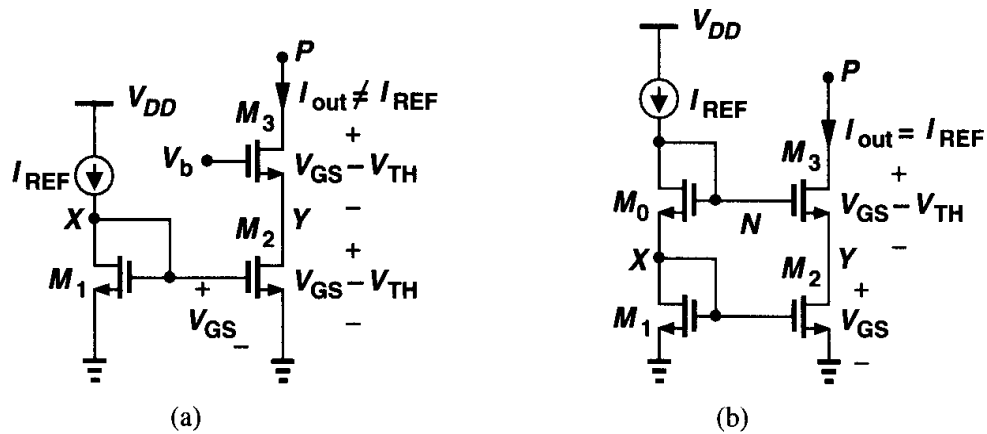 V_DD
I_REF
X
M_1
V_b
M_3
P
I_out ≠ I_REF
+
V_GS − V_TH
−
Y
M_2
+
V_GS − V_TH
−
+
V_GS
−
(a)
V_DD
I_REF
M_0
N
X
M_1
P
I_out = I_REF
M_3
+
V_GS − V_TH
−
Y
M_2
+
V_GS
−
(b)